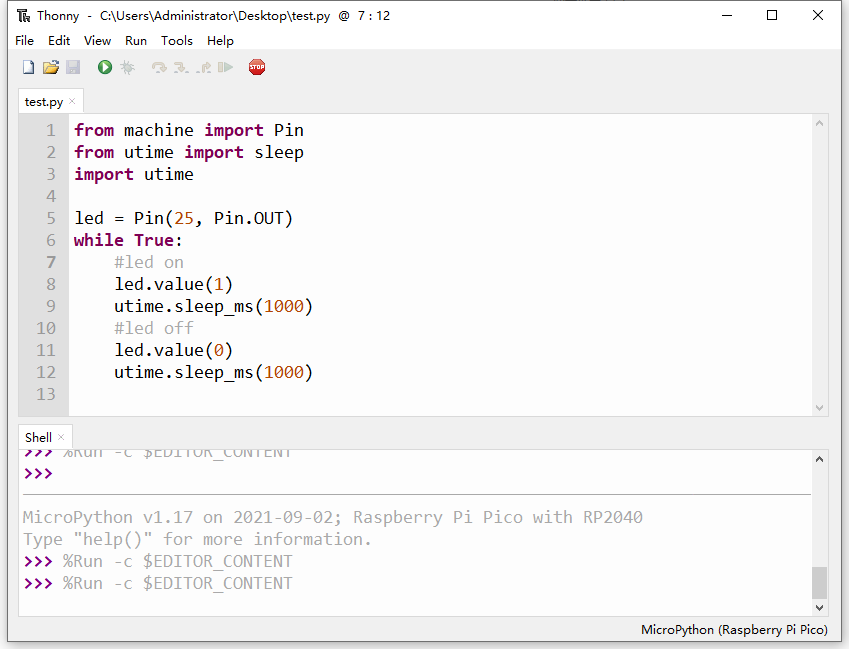 Thonny - C:\Users\Administrator\Desktop\test.py @ 7 : 12
File Edit View Run Tools Help
STOP
test.py ×
1 from machine import Pin
2 from utime import sleep
3 import utime
4
5 led = Pin(25, Pin.OUT)
6 while True:
7     #led on
8     led.value(1)
9     utime.sleep_ms(1000)
10     #led off
11     led.value(0)
12     utime.sleep_ms(1000)
13
Shell ×
>>> %Run -c $EDITOR_CONTENT
>>>
MicroPython v1.17 on 2021-09-02; Raspberry Pi Pico with RP2040
Type "help()" for more information.
>>> %Run -c $EDITOR_CONTENT
>>> %Run -c $EDITOR_CONTENT
MicroPython (Raspberry Pi Pico)